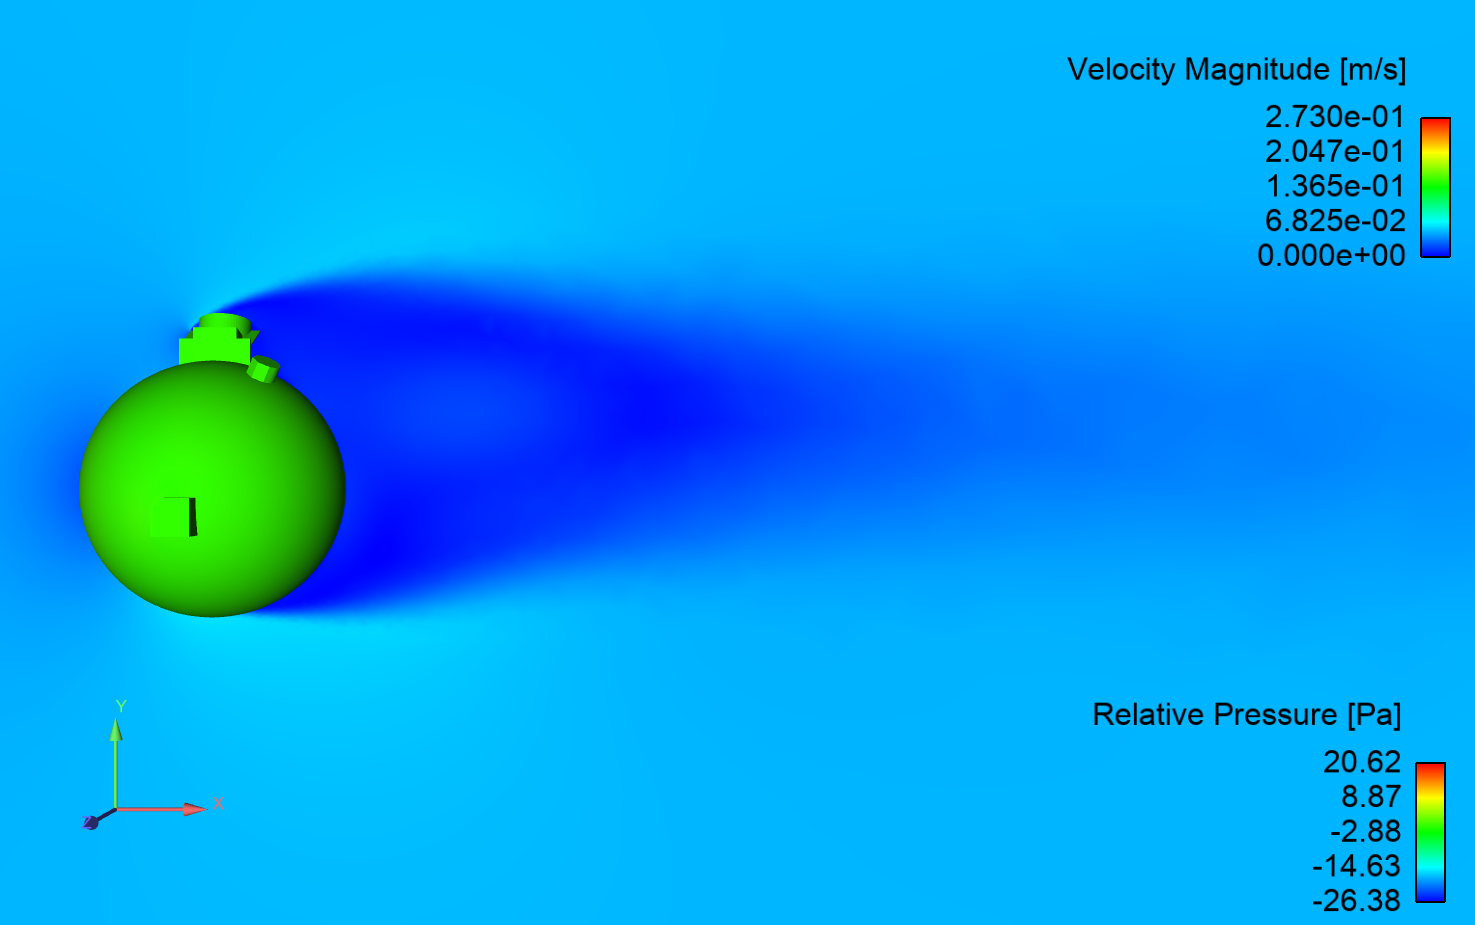 Velocity Magnitude [m/s]
2.730e-01
2.047e-01
1.365e-01
6.825e-02
0.000e+00
Y
X
Z
Relative Pressure [Pa]
20.62
8.87
-2.88
-14.63
-26.38